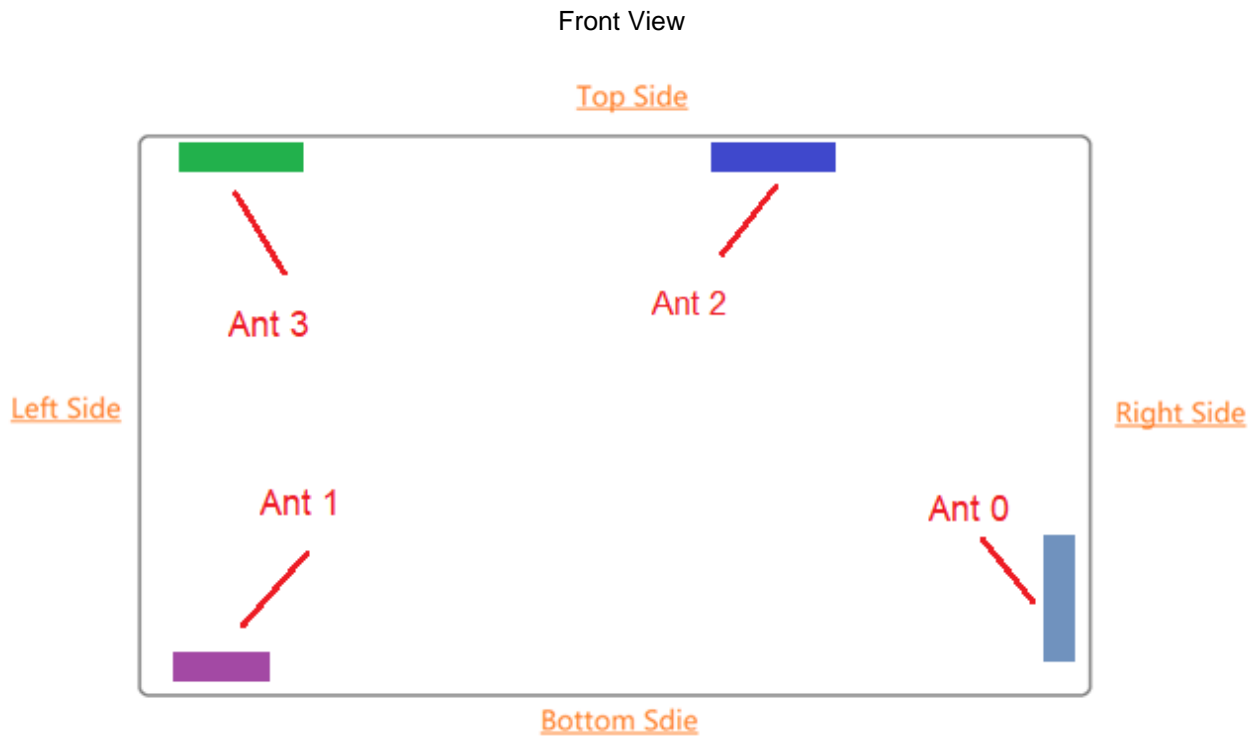 Front View
Top Side
Ant 2
Ant 3
Left Side
Right Side
Ant 1
Ant 0
Bottom Sdie